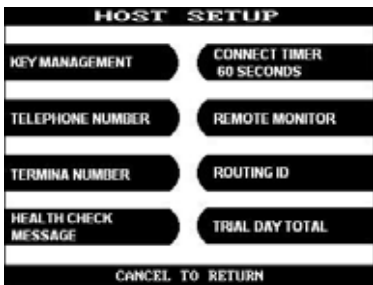 HOST SETUP
KEY MANAGEMENT
CONNECT TIMER
60 SECONDS
TELEPHONE NUMBER
REMOTE MONITOR
TERMINA NUMBER
ROUTING ID
HEALTH CHECK
MESSAGE
TRIAL DAY TOTAL
CANCEL TO RETURN